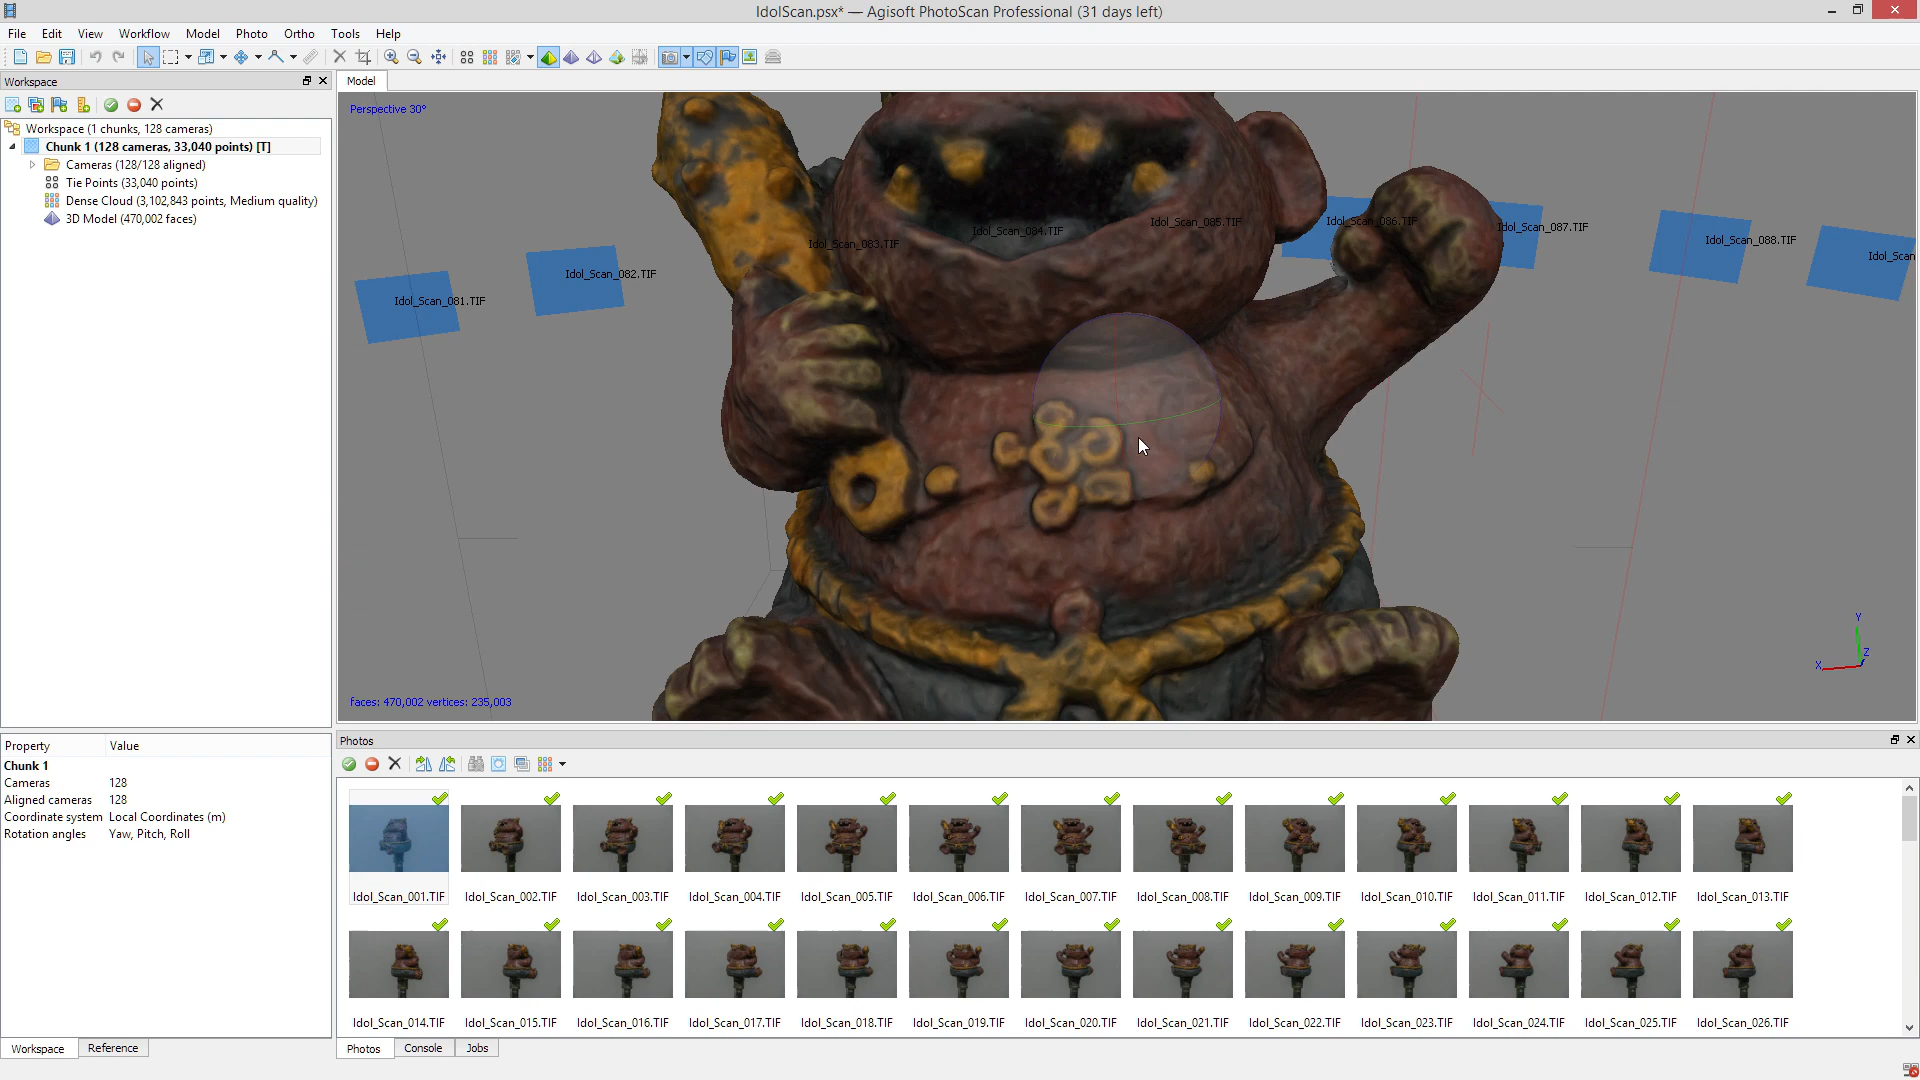 IdolScan.psx* — Agisoft PhotoScan Professional (31 days left)
File Edit View Workflow Model Photo Ortho Tools Help
Workspace
Model
Workspace (1 chunks, 128 cameras)
Chunk 1 (128 cameras, 33,040 points) [T]
Cameras (128/128 aligned)
Tie Points (33,040 points)
Dense Cloud (3,102,843 points, Medium quality)
3D Model (470,002 faces)
Perspective 30°
Idol_Scan_081.TIF
Idol_Scan_082.TIF
Idol_Scan_083.TIF
Idol_Scan_084.TIF
Idol_Scan_085.TIF
Idol_Scan_086.TIF
Idol_Scan_087.TIF
Idol_Scan_088.TIF
Idol_Scan
Y
X
Z
faces: 470,002 vertices: 235,003
Property Value
Chunk 1
Cameras 128
Aligned cameras 128
Coordinate system Local Coordinates (m)
Rotation angles Yaw, Pitch, Roll
Workspace Reference
Photos
Idol_Scan_001.TIF Idol_Scan_002.TIF Idol_Scan_003.TIF Idol_Scan_004.TIF Idol_Scan_005.TIF Idol_Scan_006.TIF Idol_Scan_007.TIF Idol_Scan_008.TIF Idol_Scan_009.TIF Idol_Scan_010.TIF Idol_Scan_011.TIF Idol_Scan_012.TIF Idol_Scan_013.TIF
Idol_Scan_014.TIF Idol_Scan_015.TIF Idol_Scan_016.TIF Idol_Scan_017.TIF Idol_Scan_018.TIF Idol_Scan_019.TIF Idol_Scan_020.TIF Idol_Scan_021.TIF Idol_Scan_022.TIF Idol_Scan_023.TIF Idol_Scan_024.TIF Idol_Scan_025.TIF Idol_Scan_026.TIF
Photos Console Jobs